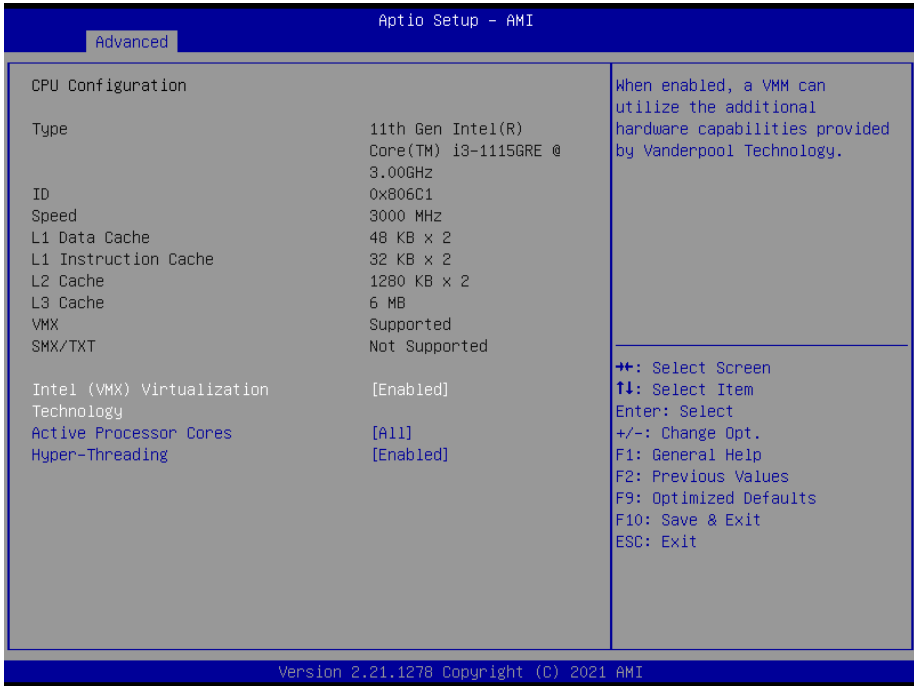 Aptio Setup – AMI
Advanced
CPU Configuration
Type 11th Gen Intel(R)
Core(TM) i3-1115GRE @
3.00GHz
ID 0x806C1
Speed 3000 MHz
L1 Data Cache 48 KB x 2
L1 Instruction Cache 32 KB x 2
L2 Cache 1280 KB x 2
L3 Cache 6 MB
VMX Supported
SMX/TXT Not Supported
Intel (VMX) Virtualization [Enabled]
Technology
Active Processor Cores [All]
Hyper-Threading [Enabled]
When enabled, a VMM can
utilize the additional
hardware capabilities provided
by Vanderpool Technology.
→←: Select Screen
↑↓: Select Item
Enter: Select
+/-: Change Opt.
F1: General Help
F2: Previous Values
F9: Optimized Defaults
F10: Save & Exit
ESC: Exit
Version 2.21.1278 Copyright (C) 2021 AMI